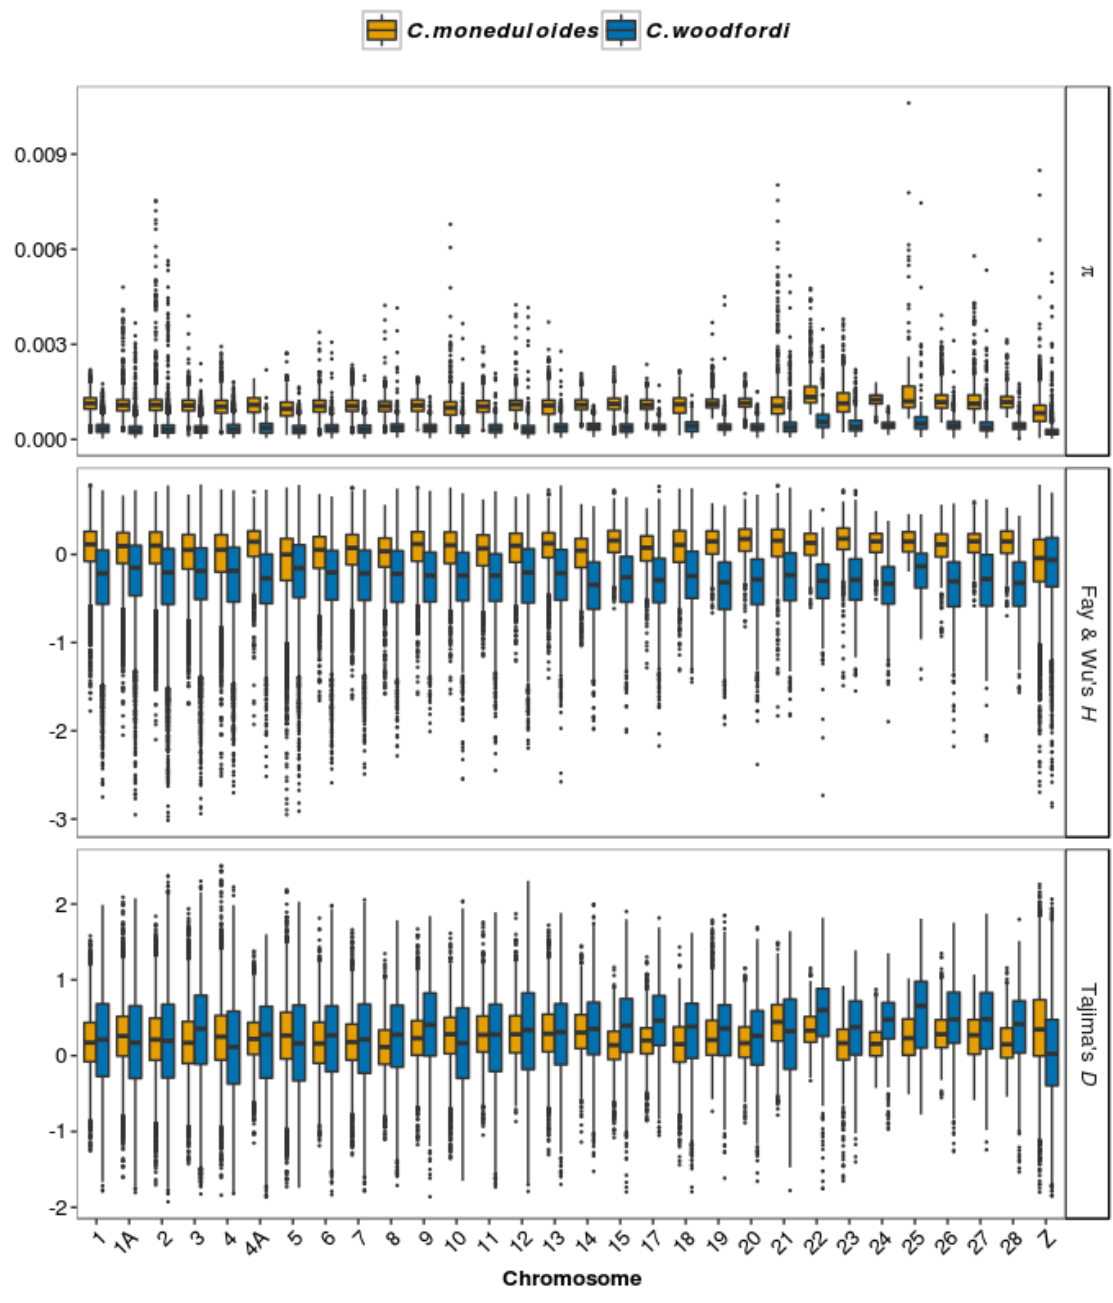 C.moneduloides C.woodfordi
0.009
0.006
0.003
0.000
π
0
-1
-2
-3
Fay & Wu's H
2
1
0
-1
-2
Tajima's D
1 1A 2 3 4 4A 5 6 7 8 9 10 11 12 13 14 15 17 18 19 20 21 22 23 24 25 26 27 28 Z
Chromosome